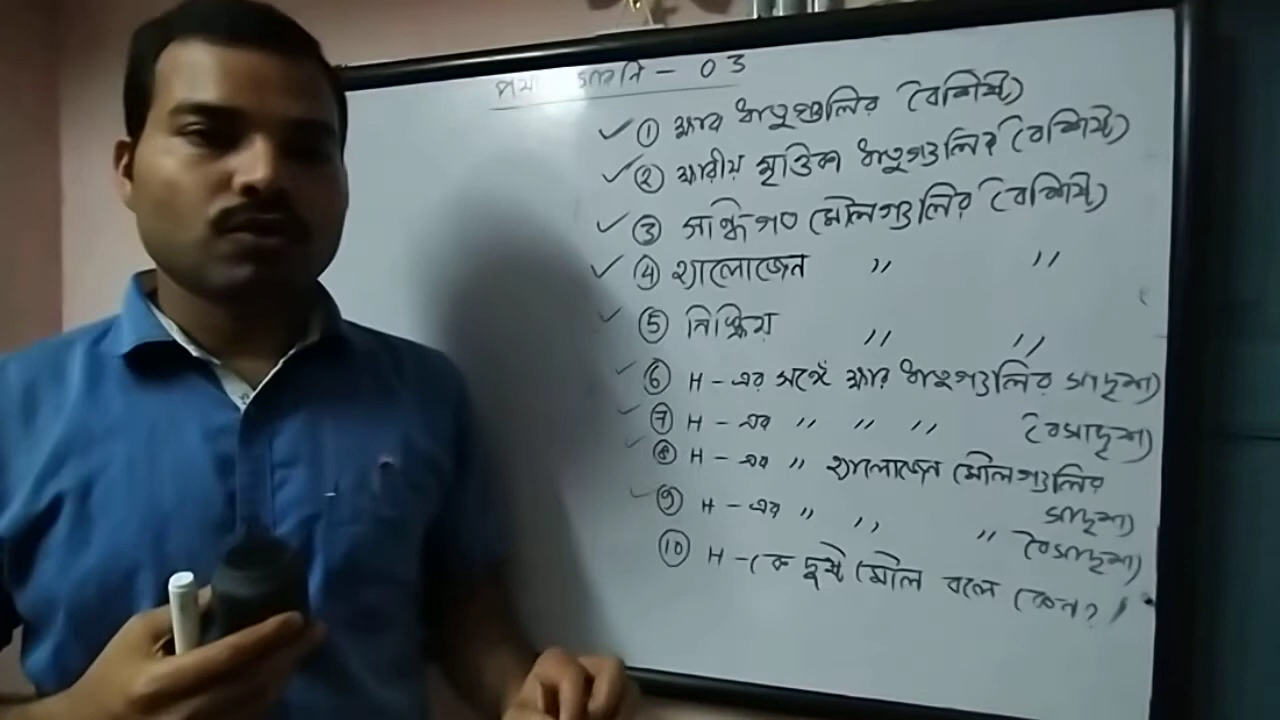 পর্যা সারনি - 03
✓ ① ক্ষার ধাতুগুলির বৈশিষ্ট্য
✓ ② ক্ষারীয় মৃত্তিকা ধাতুগুলির বৈশিষ্ট্য
✓ ③ সন্ধিগত মৌলগুলির বৈশিষ্ট্য
✓ ④ হ্যালোজেন " "
✓ ⑤ নিষ্ক্রিয় " "
✓ ⑥ H - এর সঙ্গে ক্ষার ধাতুগুলির সাদৃশ্য
✓ ⑦ H - এর " " " বৈসাদৃশ্য
✓ ⑧ H - এর " হ্যালোজেন মৌলগুলির
সাদৃশ্য
✓ ⑨ H - এর " " " বৈসাদৃশ্য
⑩ H - কে দুষ্ট মৌল বলে কেন?